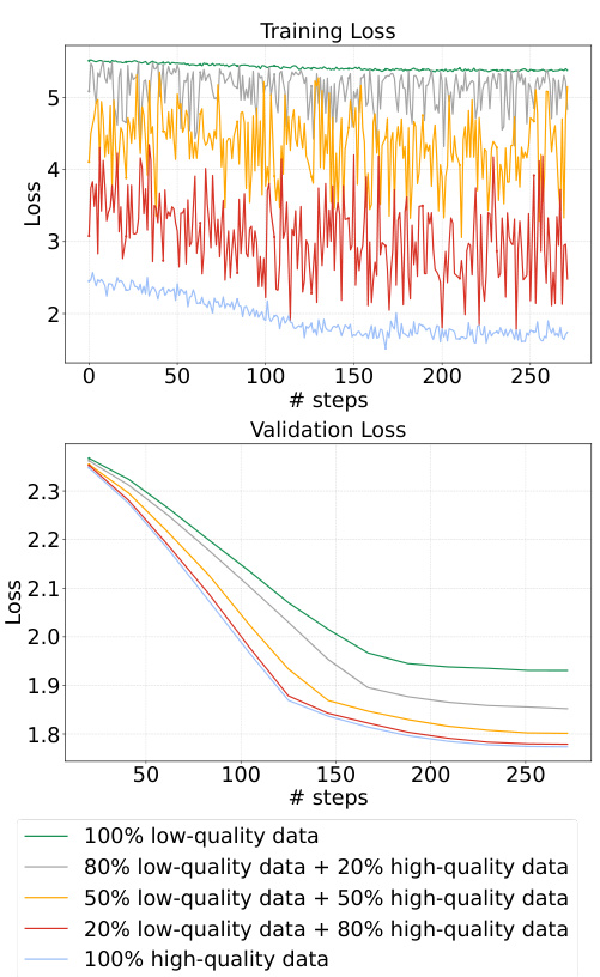 Training Loss
5
4
3
2
Loss
0 50 100 150 200 250
# steps
Validation Loss
2.3
2.2
2.1
2.0
1.9
1.8
Loss
50 100 150 200 250
# steps
100% low-quality data
80% low-quality data + 20% high-quality data
50% low-quality data + 50% high-quality data
20% low-quality data + 80% high-quality data
100% high-quality data